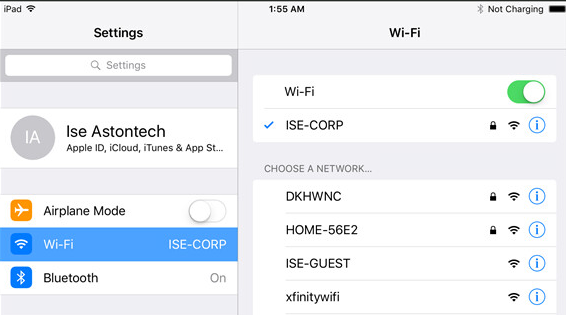 iPad 1:55 AM Not Charging
Settings
Settings
IA
Ise Astontech
Apple ID, iCloud, iTunes & App St...
Airplane Mode
Wi-Fi ISE-CORP
Bluetooth On
Wi-Fi
Wi-Fi
ISE-CORP
CHOOSE A NETWORK...
DKHWNC
HOME-56E2
ISE-GUEST
xfinitywifi